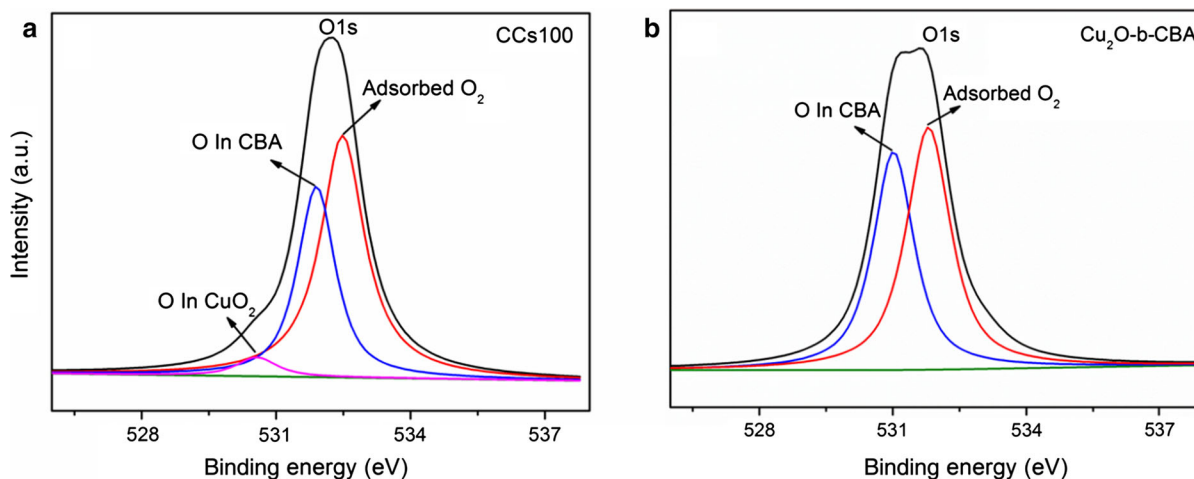 a
O1s
CCs100
Adsorbed O₂
O In CBA
O In CuO₂
Intensity (a.u.)
528
531
534
537
Binding energy (eV)
b
O1s
Cu₂O-b-CBA
Adsorbed O₂
O In CBA
528
531
534
537
Binding energy (eV)